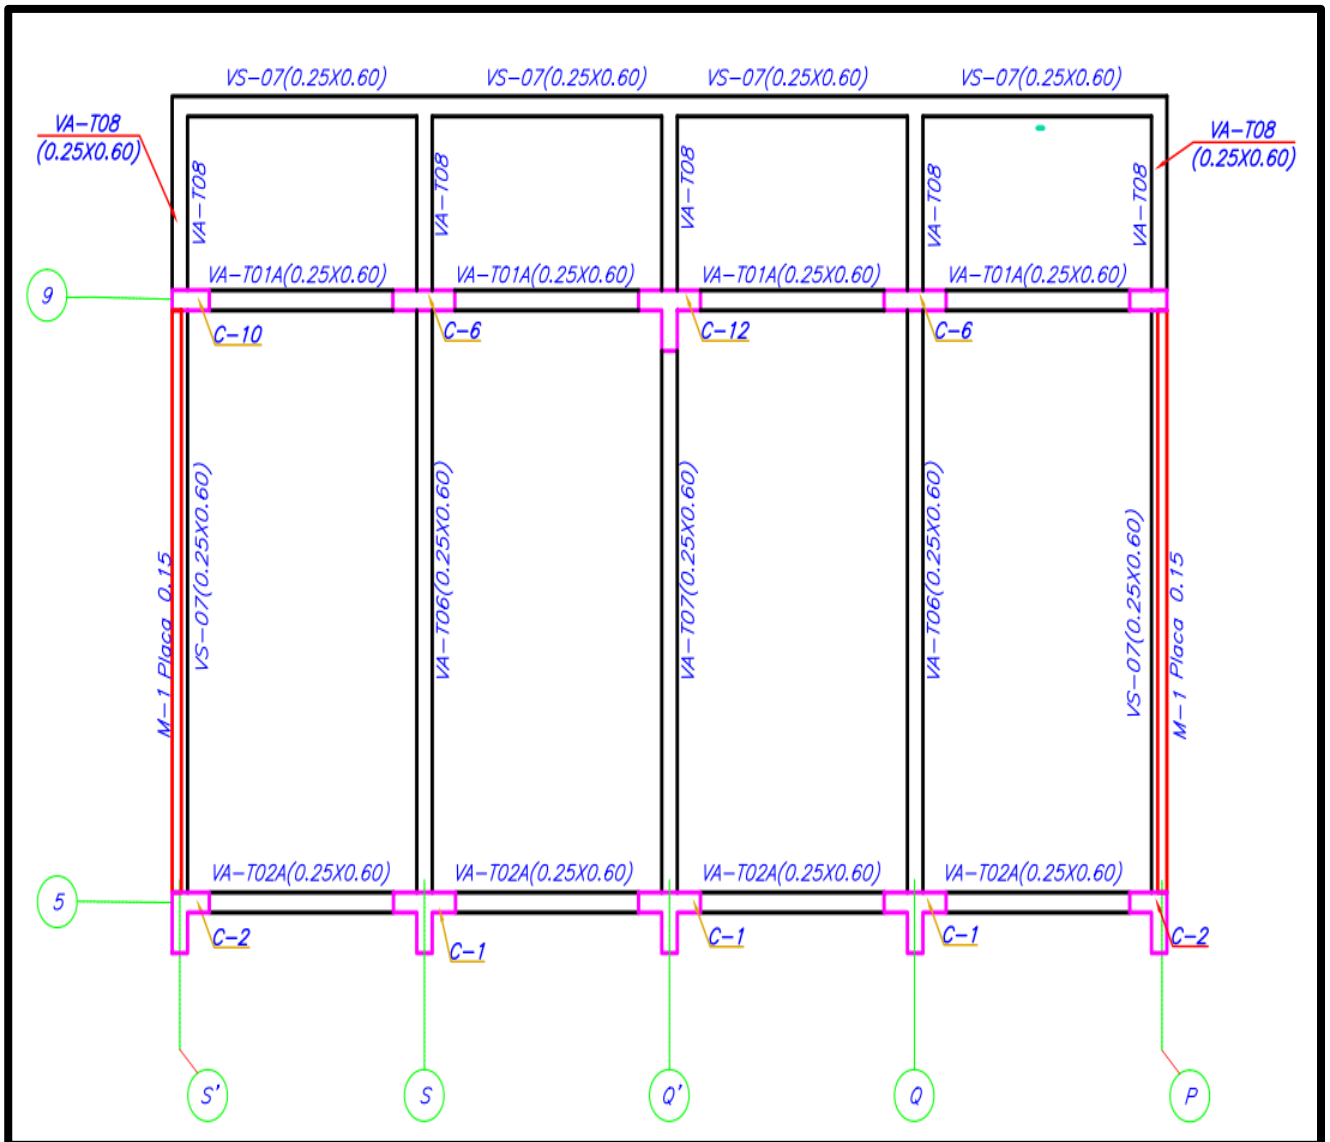 VS-07(0.25X0.60)
VS-07(0.25X0.60)
VS-07(0.25X0.60)
VS-07(0.25X0.60)
VA-T08
(0.25X0.60)
VA-T08
(0.25X0.60)
VA-T08
VA-T08
VA-T08
VA-T08
VA-T08
VA-T01A(0.25X0.60)
VA-T01A(0.25X0.60)
VA-T01A(0.25X0.60)
VA-T01A(0.25X0.60)
9
C-10
C-6
C-12
C-6
M-1 Placa 0.15
VS-07(0.25X0.60)
VA-T06(0.25X0.60)
VA-T07(0.25X0.60)
VA-T06(0.25X0.60)
VS-07(0.25X0.60)
M-1 Placa 0.15
VA-T02A(0.25X0.60)
VA-T02A(0.25X0.60)
VA-T02A(0.25X0.60)
VA-T02A(0.25X0.60)
5
C-2
C-1
C-1
C-1
C-2
S'
S
Q'
Q
P